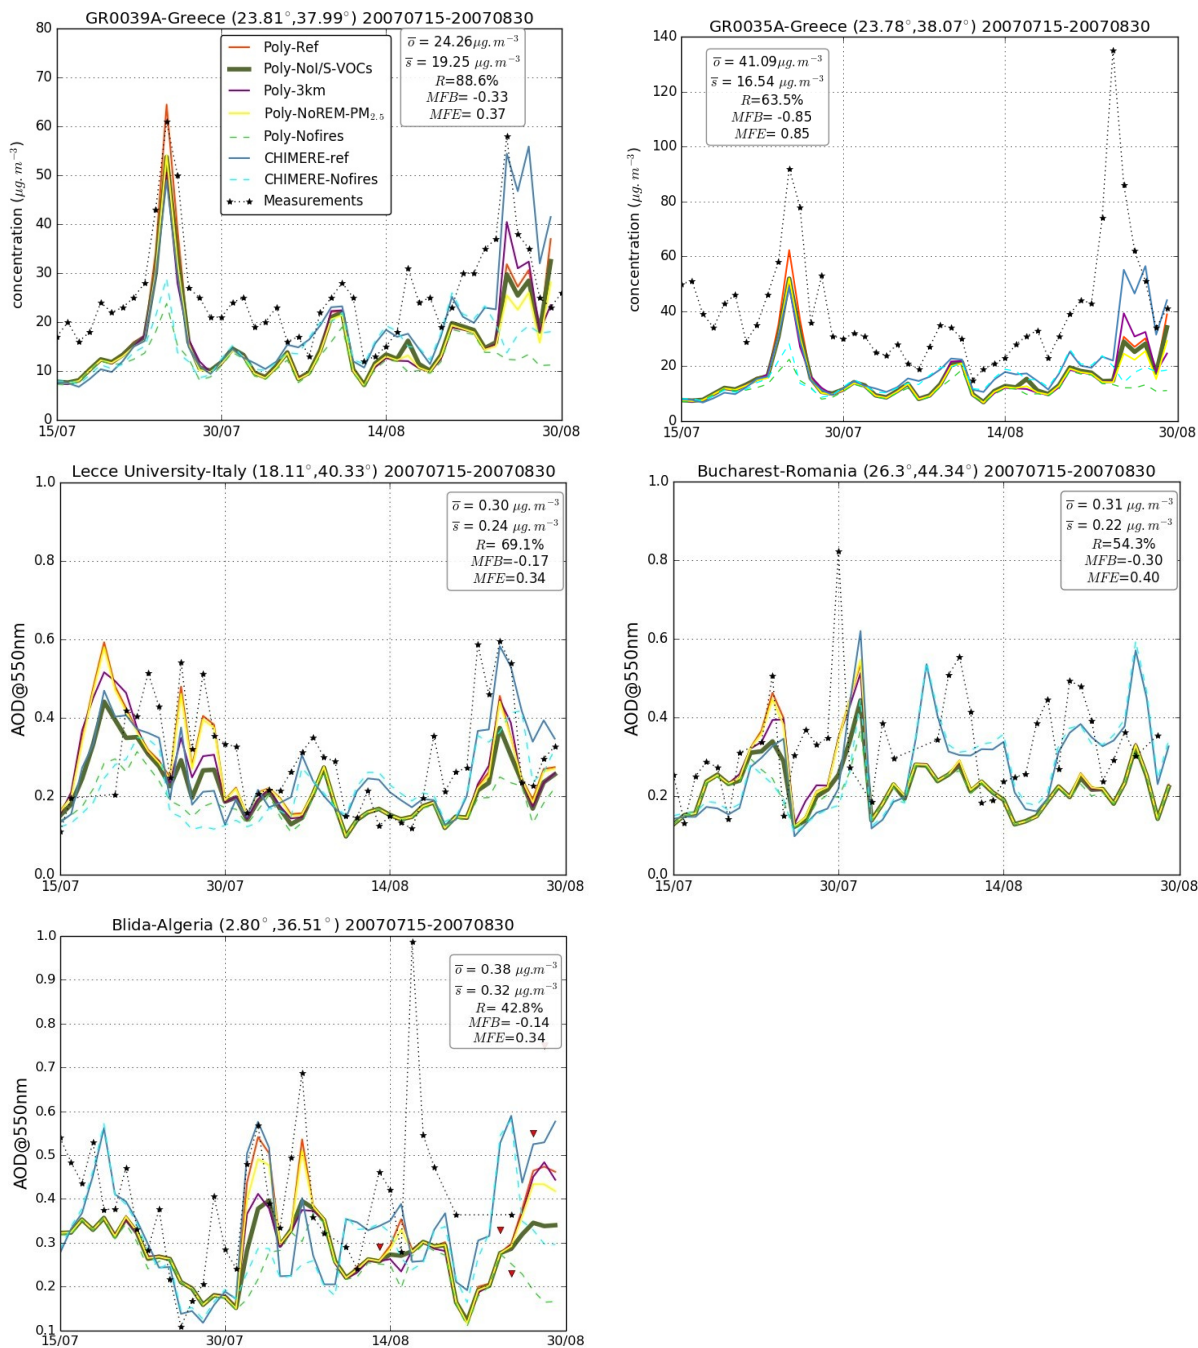 GR0039A-Greece (23.81°,37.99°) 20070715-20070830
80
70
60
50
40
30
20
10
0
concentration (μg.m⁻³)
15/07
30/07
14/08
30/08
Poly-Ref
Poly-NoI/S-VOCs
Poly-3km
Poly-NoREM-PM₂.₅
Poly-Nofires
CHIMERE-ref
CHIMERE-Nofires
Measurements
o̅ = 24.26μg.m⁻³
s̅ = 19.25 μg.m⁻³
R=88.6%
MFB= -0.33
MFE= 0.37
GR0035A-Greece (23.78°,38.07°) 20070715-20070830
140
120
100
80
60
40
20
0
concentration (μg.m⁻³)
15/07
30/07
14/08
30/08
o̅ = 41.09μg.m⁻³
s̅ = 16.54 μg.m⁻³
R=63.5%
MFB= -0.85
MFE= 0.85
Lecce University-Italy (18.11°,40.33°) 20070715-20070830
1.0
0.8
0.6
0.4
0.2
0.0
AOD@550nm
15/07
30/07
14/08
30/08
o̅ = 0.30 μg.m⁻³
s̅ = 0.24 μg.m⁻³
R= 69.1%
MFB=-0.17
MFE=0.34
Bucharest-Romania (26.3°,44.34°) 20070715-20070830
1.0
0.8
0.6
0.4
0.2
0.0
AOD@550nm
15/07
30/07
14/08
30/08
o̅ = 0.31 μg.m⁻³
s̅ = 0.22 μg.m⁻³
R=54.3%
MFB=-0.30
MFE=0.40
Blida-Algeria (2.80°,36.51°) 20070715-20070830
1.0
0.9
0.8
0.7
0.6
0.5
0.4
0.3
0.2
0.1
AOD@550nm
15/07
30/07
14/08
30/08
o̅ = 0.38 μg.m⁻³
s̅ = 0.32 μg.m⁻³
R= 42.8%
MFB= -0.14
MFE=0.34